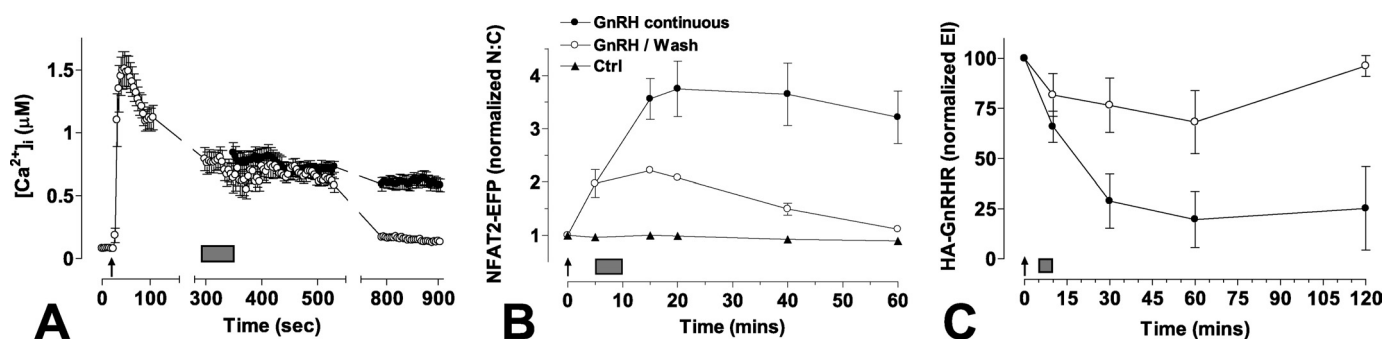 [Ca²⁺]i (µM)
1.5
1
0.5
0
0 100 300 400 500 800 900
Time (sec)
A
NFAT2-EFP (normalized N:C)
GnRH continuous
GnRH / Wash
Ctrl
4
3
2
1
0 10 20 30 40 50 60
Time (mins)
B
HA-GnRHR (normalized EI)
100
75
50
25
00
0 15 30 45 60 75 90 105 120
Time (mins)
C